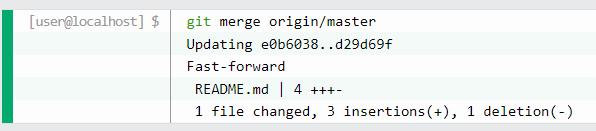 [user@localhost] $ git merge origin/master
Updating e0b6038..d29d69f
Fast-forward
 README.md | 4 +++-
 1 file changed, 3 insertions(+), 1 deletion(-)